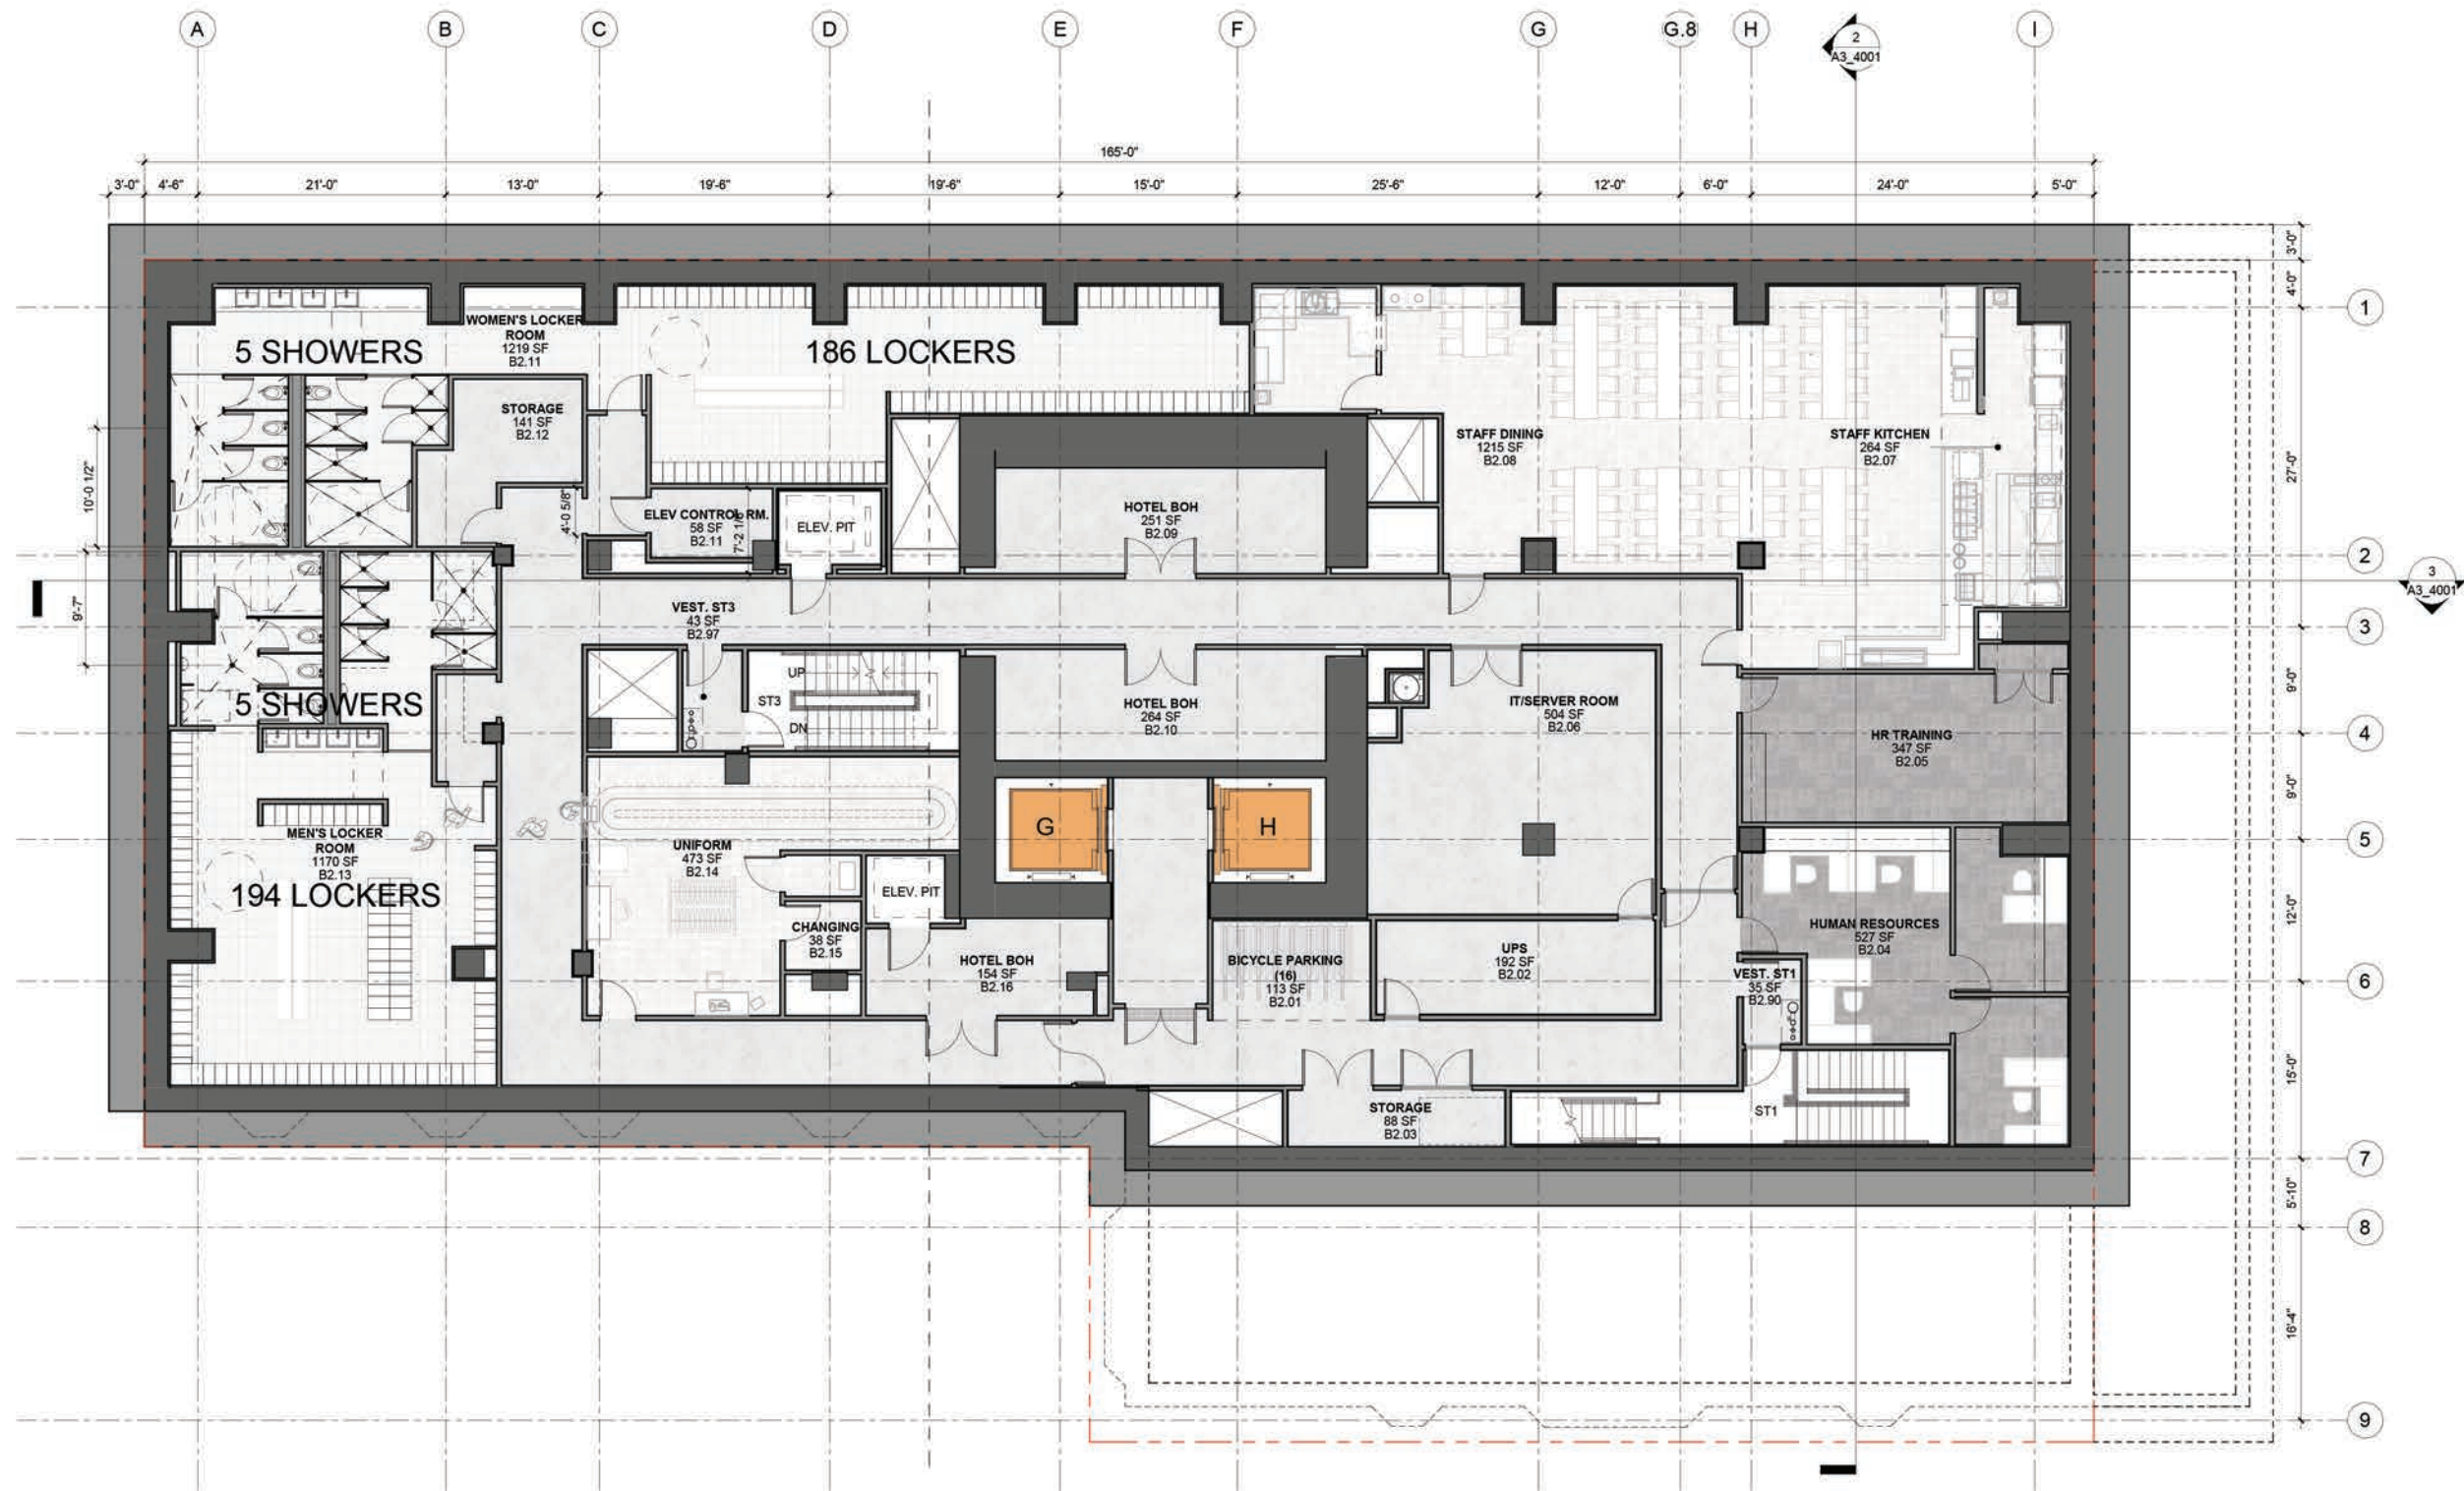 A
B
C
D
E
F
G
G.8
H
I
2
A3_4001
165'-0"
3'-0"
4'-6"
21'-0"
13'-0"
19'-6"
19'-6"
15'-0"
25'-6"
12'-0"
6'-0"
24'-0"
5'-0"
3'-0"
4'-0"
27'-0"
9'-0"
9'-0"
12'-0"
15'-0"
5'-10"
16'-4"
1
2
3
4
5
6
7
8
9
3
A3_4001
10'-0 1/2"
9'-7"
5 SHOWERS
WOMEN'S LOCKER
ROOM
1219 SF
B2.11
186 LOCKERS
STORAGE
141 SF
B2.12
4'-0 5/8"
ELEV CONTROL RM.
58 SF
B2.11
7'-2 1/8"
ELEV. PIT
HOTEL BOH
251 SF
B2.09
STAFF DINING
1215 SF
B2.08
STAFF KITCHEN
264 SF
B2.07
VEST. ST3
43 SF
B2.97
UP
ST3
DN
HOTEL BOH
264 SF
B2.10
IT/SERVER ROOM
504 SF
B2.06
HR TRAINING
347 SF
B2.05
5 SHOWERS
MEN'S LOCKER
ROOM
1170 SF
B2.13
194 LOCKERS
UNIFORM
473 SF
B2.14
G
H
ELEV. PIT
CHANGING
38 SF
B2.15
HOTEL BOH
154 SF
B2.16
BICYCLE PARKING
(16)
113 SF
B2.01
UPS
192 SF
B2.02
HUMAN RESOURCES
527 SF
B2.04
VEST. ST1
35 SF
B2.90
STORAGE
88 SF
B2.03
ST1